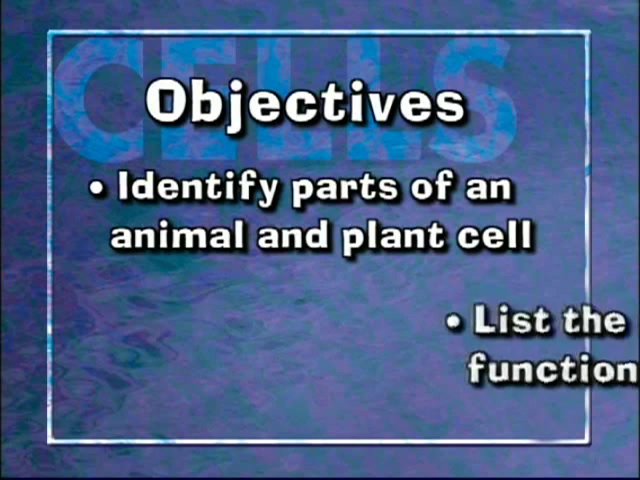 CELLS
Objectives
• Identify parts of an
animal and plant cell
• List the
function